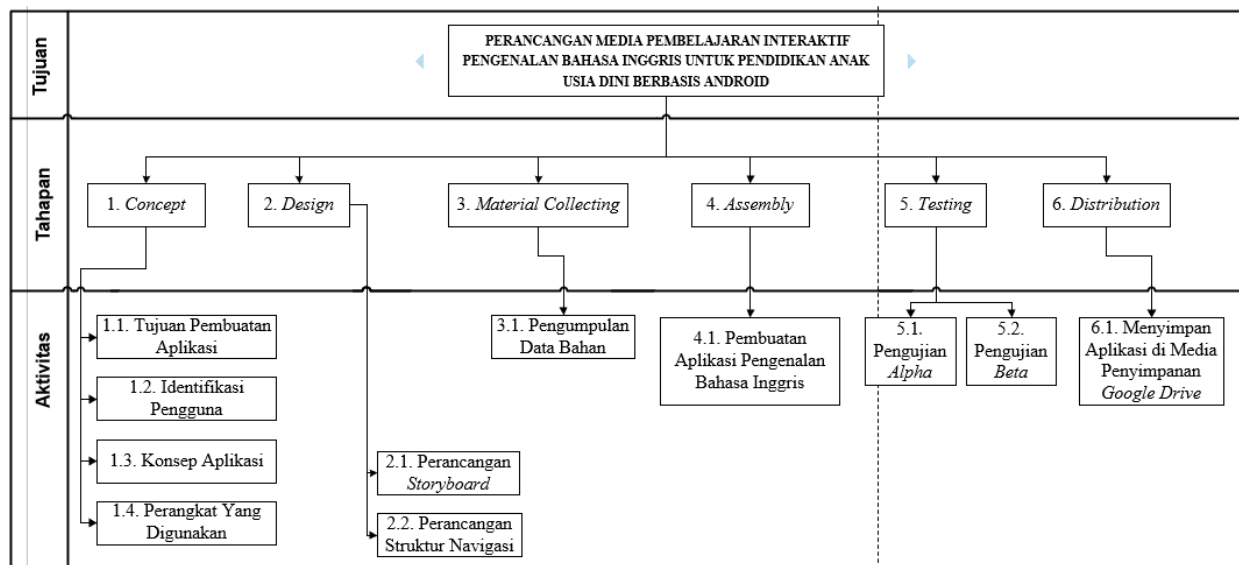 Tujuan
PERANCANGAN MEDIA PEMBELAJARAN INTERAKTIF
PENGENALAN BAHASA INGGRIS UNTUK PENDIDIKAN ANAK
USIA DINI BERBASIS ANDROID
Tahapan
1. Concept
2. Design
3. Material Collecting
4. Assembly
5. Testing
6. Distribution
Aktivitas
1.1. Tujuan Pembuatan
Aplikasi
1.2. Identifikasi
Pengguna
1.3. Konsep Aplikasi
1.4. Perangkat Yang
Digunakan
2.1. Perancangan
Storyboard
2.2. Perancangan
Struktur Navigasi
3.1. Pengumpulan
Data Bahan
4.1. Pembuatan
Aplikasi Pengenalan
Bahasa Inggris
5.1.
Pengujian
Alpha
5.2.
Pengujian
Beta
6.1. Menyimpan
Aplikasi di Media
Penyimpanan
Google Drive